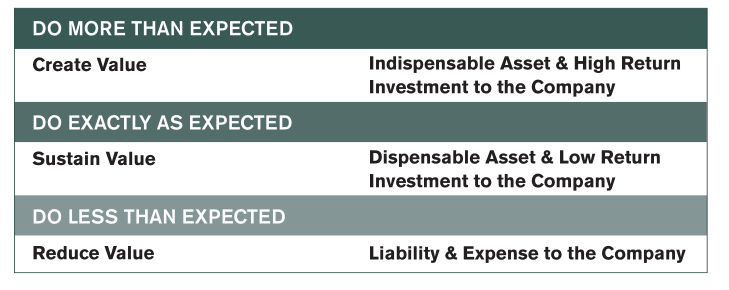 DO MORE THAN EXPECTED
Create Value
Indispensable Asset & High Return
Investment to the Company
DO EXACTLY AS EXPECTED
Sustain Value
Dispensable Asset & Low Return
Investment to the Company
DO LESS THAN EXPECTED
Reduce Value
Liability & Expense to the Company